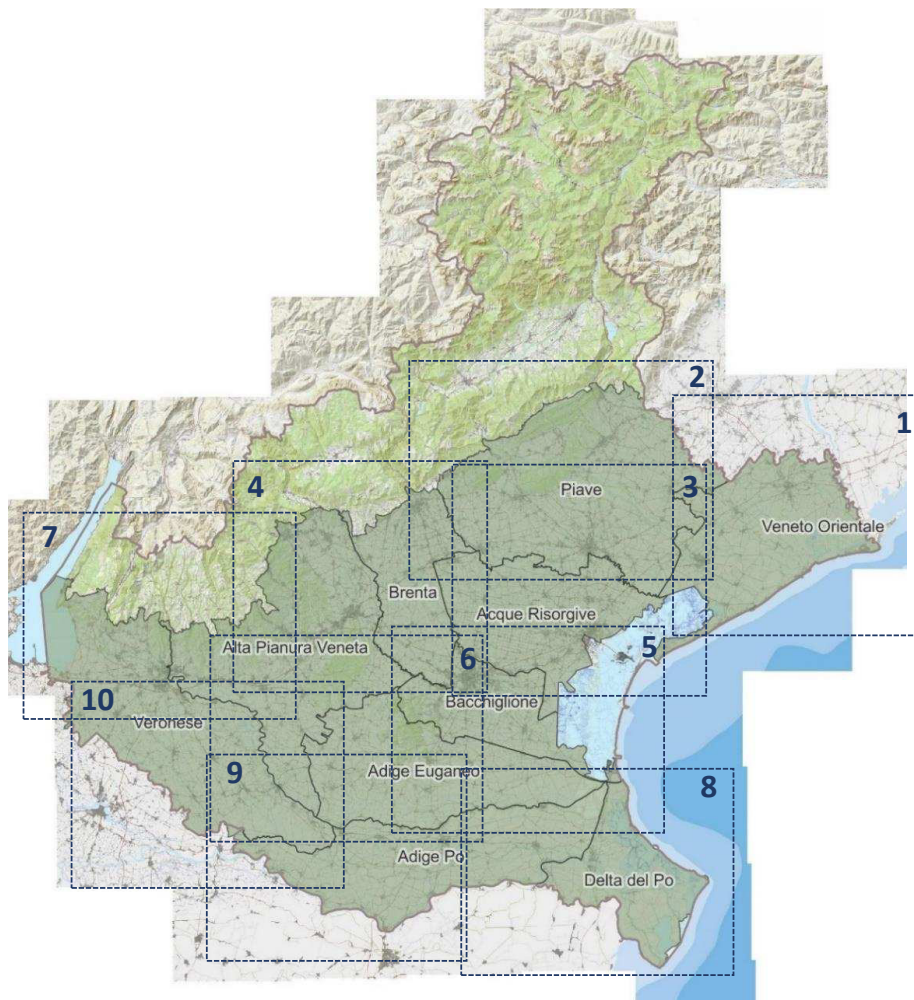 2
1
4
3
Piave
7
Veneto Orientale
Brenta
Acque Risorgive
Alta Pianura Veneta
6
5
10
Bacchiglione
Veronese
9
Adige Euganeo
8
Adige Po
Delta del Po